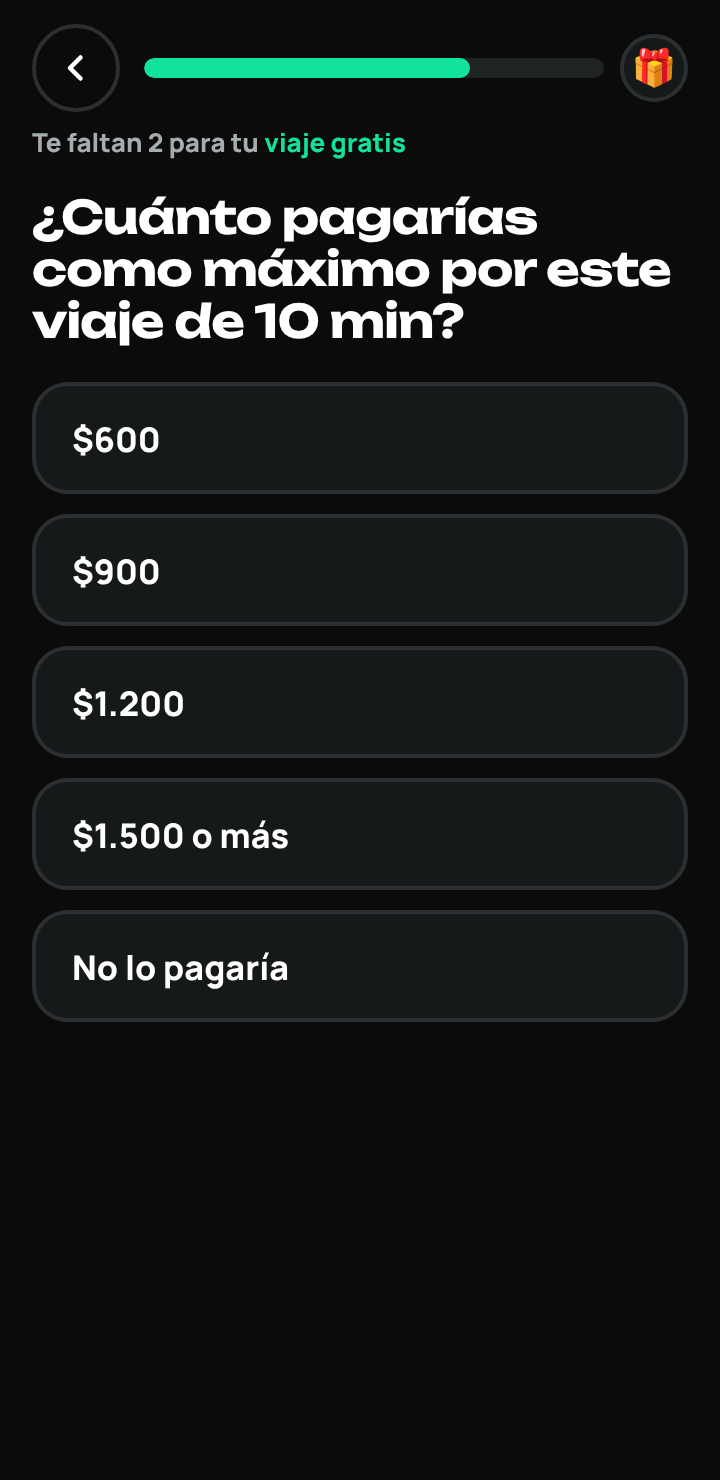 Te faltan 2 para tu viaje gratis
¿Cuánto pagarías
como máximo por este
viaje de 10 min?
$600
$900
$1.200
$1.500 o más
No lo pagaría